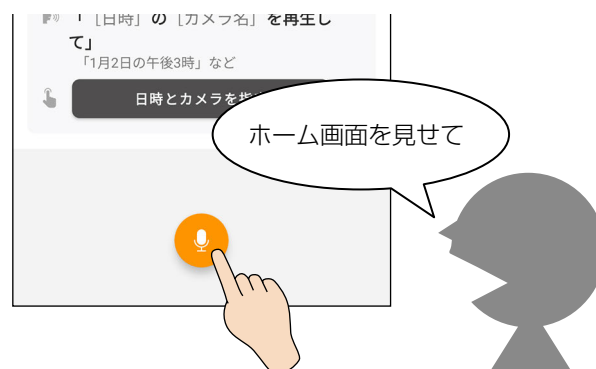 「[日時] の [カメラ名] を再生し
て」
「1月2日の午後3時」など
日時とカメラを
ホーム画面を見せて